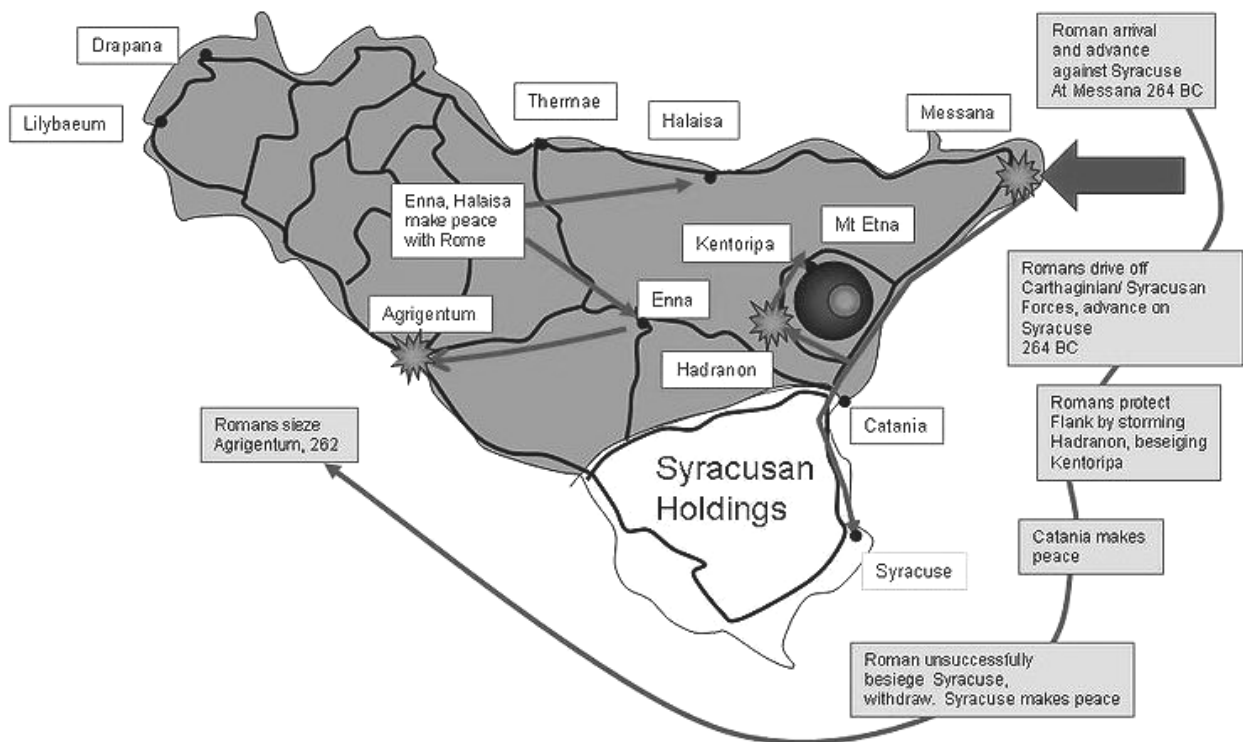 Drapana
Lilybaeum
Thermae
Halaisa
Messana
Roman arrival
and advance
against Syracuse
At Messana 264 BC
Enna, Halaisa
make peace
with Rome
Kentoripa
Mt Etna
Agrigentum
Enna
Hadranon
Romans drive off
Carthaginian/ Syracusan
Forces, advance on
Syracuse
264 BC
Romans sieze
Agrigentum, 262
Catania
Romans protect
Flank by storming
Hadranon, beseiging
Kentoripa
Syracusan
Holdings
Syracuse
Catania makes
peace
Roman unsuccessfully
besiege Syracuse,
withdraw. Syracuse makes peace